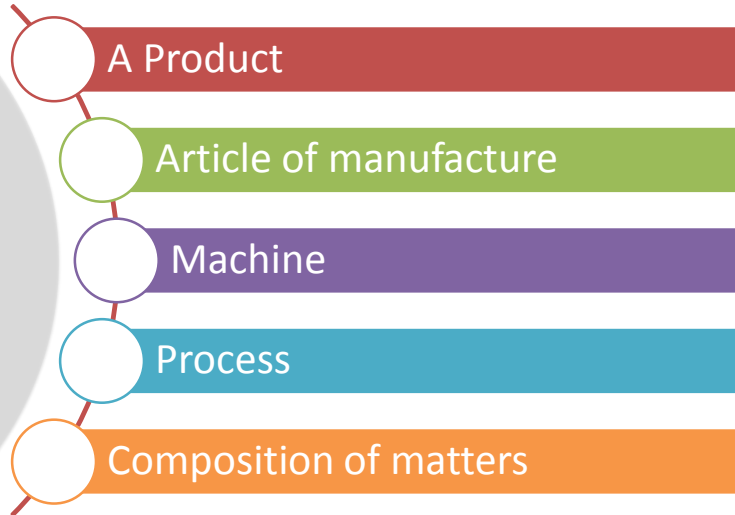 A Product
Article of manufacture
Machine
Process
Composition of matters